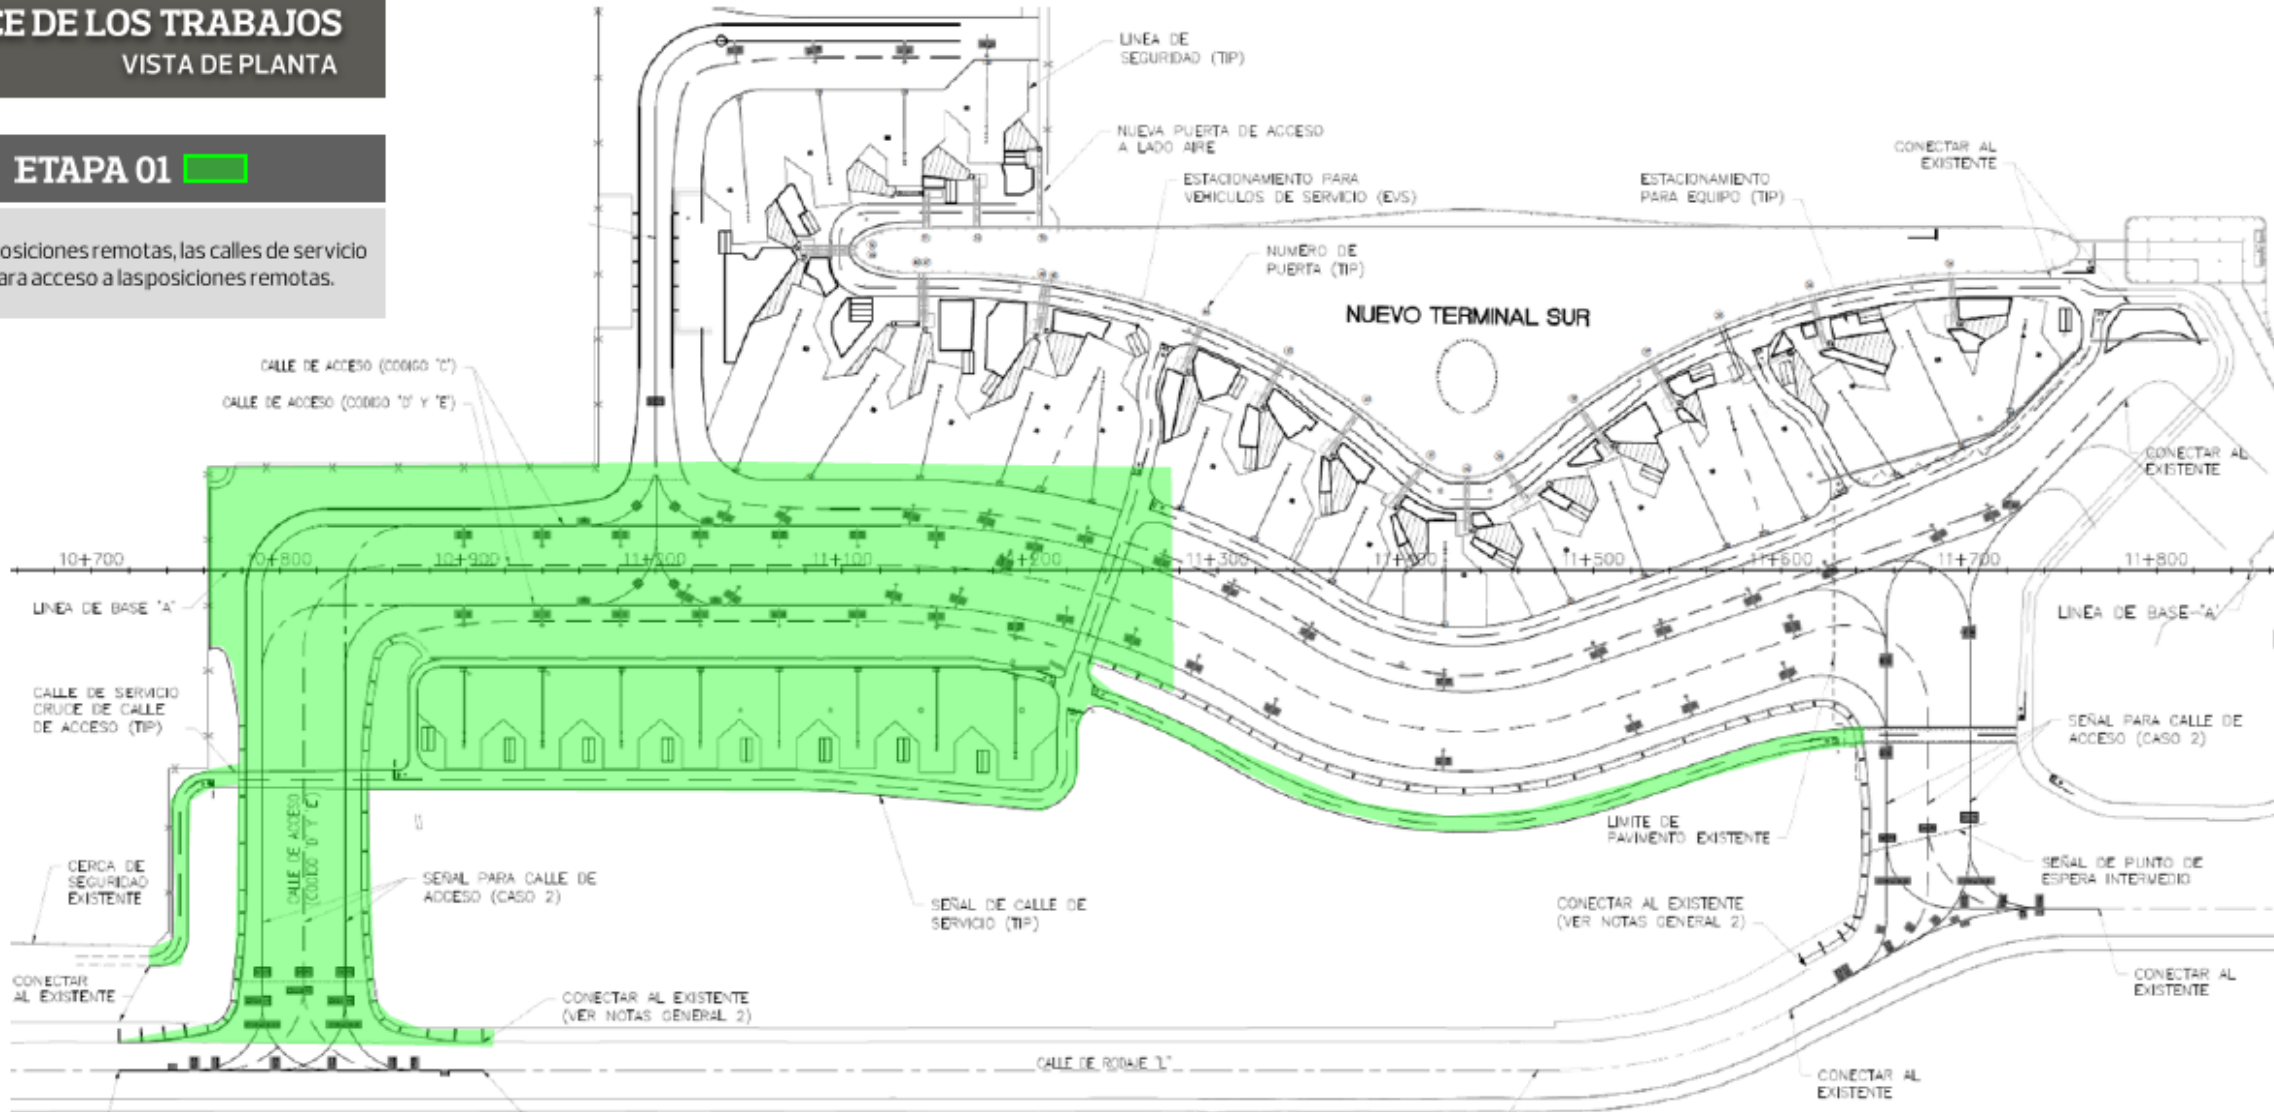 CE DE LOS TRABAJOS
VISTA DE PLANTA
ETAPA 01
osiciones remotas, las calles de servicio
ara acceso a lasposiciones remotas.
LINEA DE
SEGURIDAD (TIP)
NUEVA PUERTA DE ACCESO
A LADO AIRE
ESTACIONAMIENTO PARA
VEHICULOS DE SERVICIO (EVS)
NUMERO DE
PUERTA (TIP)
ESTACIONAMIENTO
PARA EQUIPO (TIP)
CONECTAR AL
EXISTENTE
NUEVO TERMINAL SUR
CALLE DE ACCESO (CODIGO "C")
CALLE DE ACCESO (CODIGO "D" Y "E")
CONECTAR AL
EXISTENTE
10+700
10+800
10+900
11+100
11+200
11+300
11+500
11+600
11+700
11+800
LINEA DE BASE "A"
LINEA DE BASE "A"
CALLE DE SERVICIO
CRUCE DE CALLE
DE ACCESO (TIP)
SEÑAL PARA CALLE DE
ACCESO (CASO 2)
CALLE DE ACCESO
(CODIGO "D" Y "E")
LIMITE DE
PAVIMENTO EXISTENTE
CERCA DE
SEGURIDAD
EXISTENTE
SEÑAL PARA CALLE DE
ACCESO (CASO 2)
SEÑAL DE CALLE DE
SERVICIO (TIP)
SEÑAL DE PUNTO DE
ESPERA INTERMEDIO
CONECTAR AL EXISTENTE
(VER NOTAS GENERAL 2)
CONECTAR
AL EXISTENTE
CONECTAR AL EXISTENTE
(VER NOTAS GENERAL 2)
CONECTAR AL
EXISTENTE
CALLE DE RODAJE "L"
CONECTAR AL
EXISTENTE